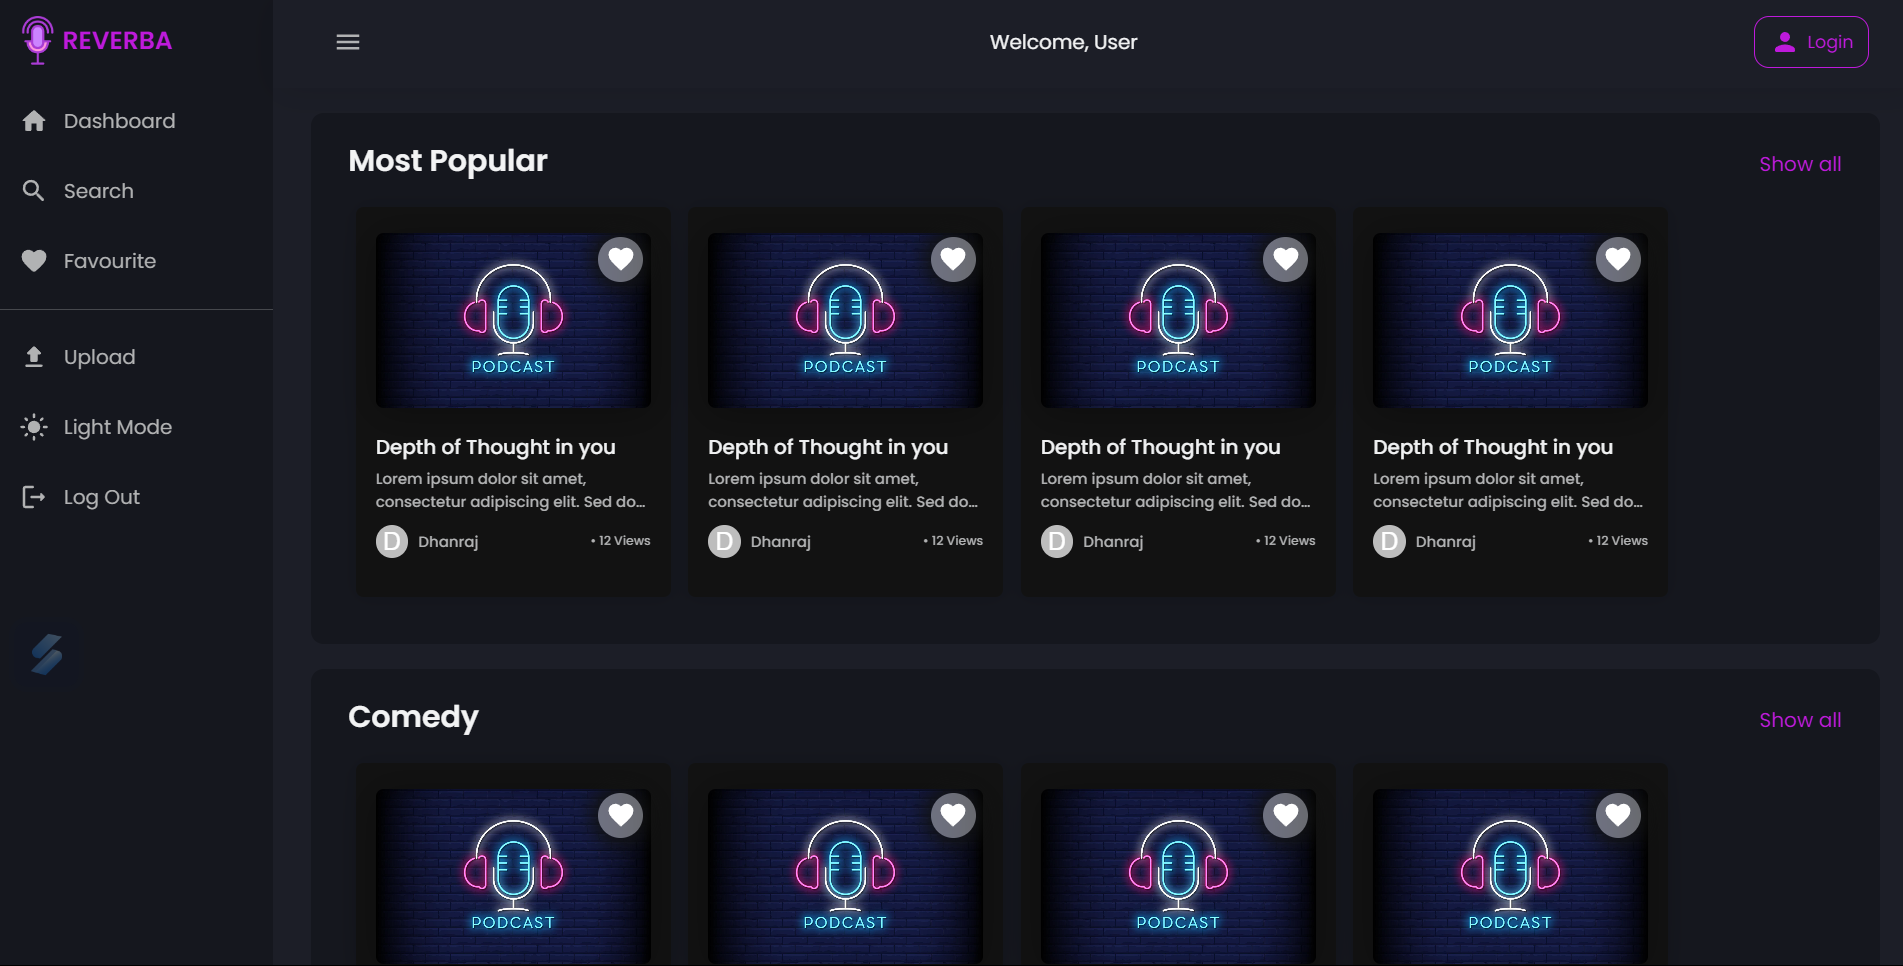 REVERBA
Dashboard
Search
Favourite
Upload
Light Mode
Log Out
Welcome, User
Login
Most Popular
Show all
PODCAST
Depth of Thought in you
Lorem ipsum dolor sit amet,
consectetur adipiscing elit. Sed do...
D Dhanraj • 12 Views
PODCAST
Depth of Thought in you
Lorem ipsum dolor sit amet,
consectetur adipiscing elit. Sed do...
D Dhanraj • 12 Views
PODCAST
Depth of Thought in you
Lorem ipsum dolor sit amet,
consectetur adipiscing elit. Sed do...
D Dhanraj • 12 Views
PODCAST
Depth of Thought in you
Lorem ipsum dolor sit amet,
consectetur adipiscing elit. Sed do...
D Dhanraj • 12 Views
Comedy
Show all
PODCAST
PODCAST
PODCAST
PODCAST